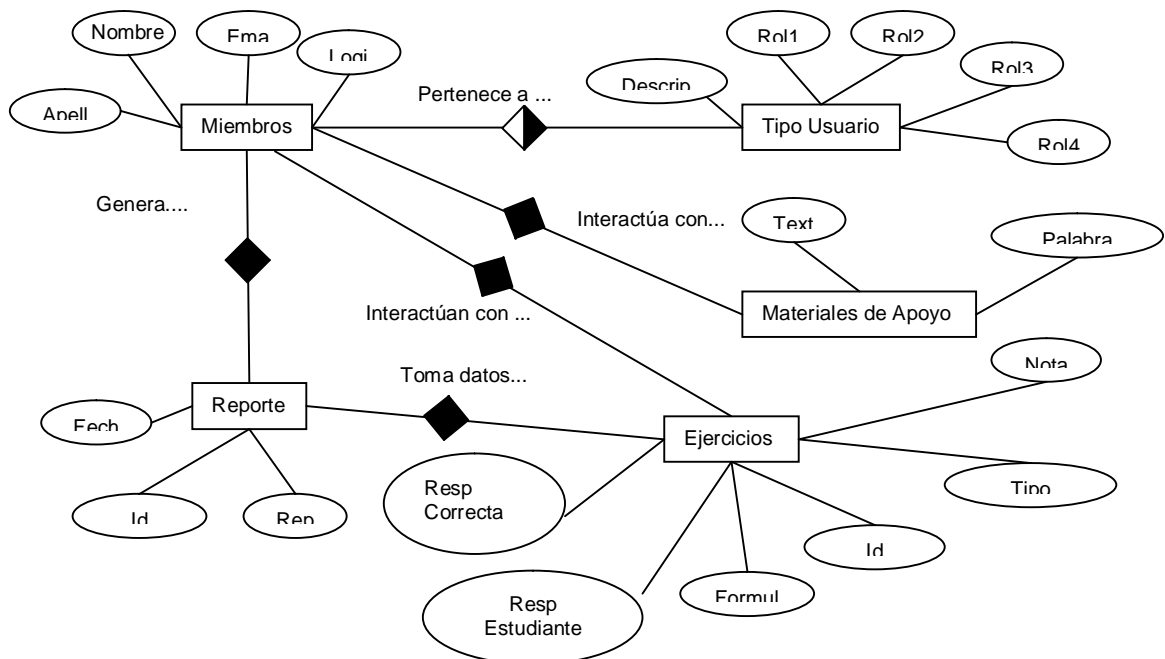 Nombre
Ema
Logi
Apell
Miembros
Pertenece a ...
Descrip
Rol1
Rol2
Rol3
Rol4
Tipo Usuario
Genera....
Interactúa con...
Text
Palabra
Materiales de Apoyo
Interactúan con ...
Toma datos...
Nota
Reporte
Fech
Id
Rep
Ejercicios
Resp
Correcta
Tipo
Id
Formul
Resp
Estudiante